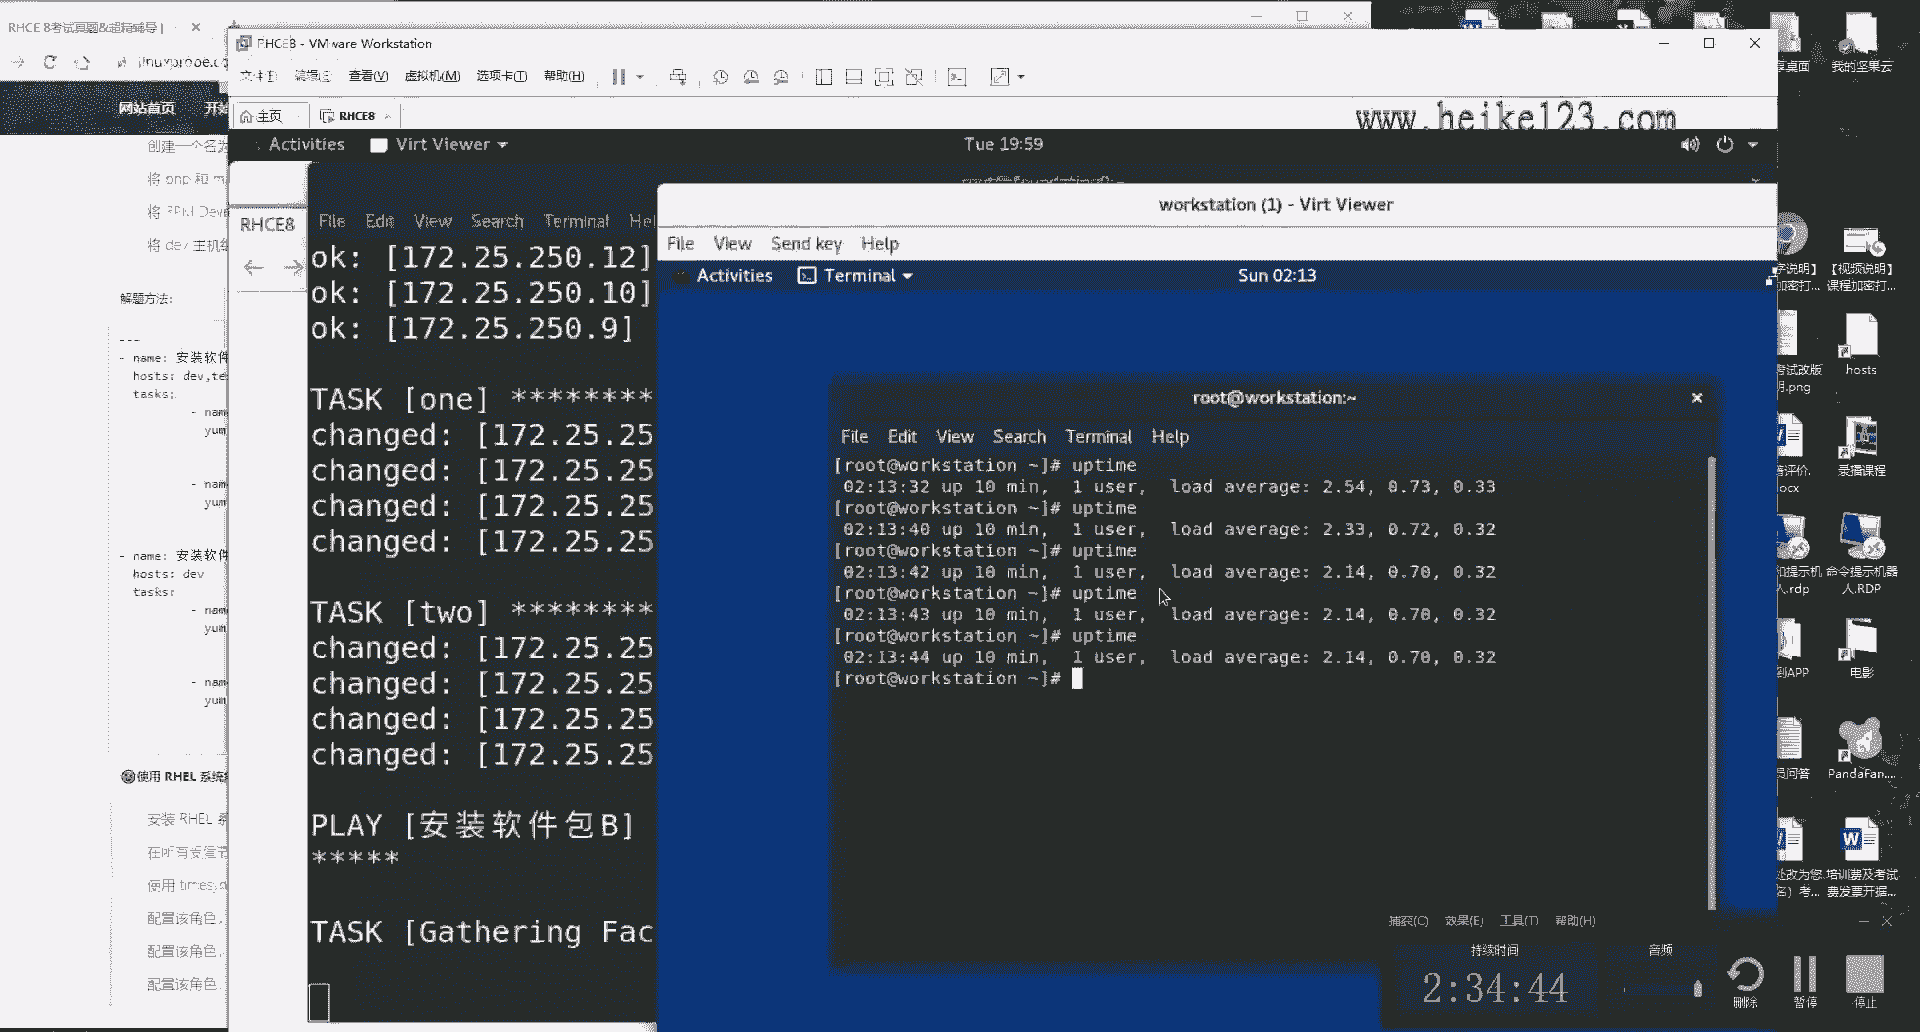 RHCE 8考试真题&超精辅导
RHCE8 - VMware Workstation
linuxprobe.co
文件(F) 编辑(E) 查看(V) 虚拟机(M) 选项卡(T) 帮助(H)
网站首页 开始
主页
RHCE8
www.heike123.com
Activities
Virt Viewer
Tue 19:59
创建一个名为
将 dev 主机组
解题方法:
---
- name: 安装软件
hosts: dev,te
tasks:
- nam
yum
- nam
yum
- name: 安装软件
hosts: dev
tasks:
- nam
yum
- nam
yum
使用 RHEL 系统
安装 RHEL 系
使用 timesy
配置该角色,
配置该角色,
配置该角色
RHCE8
File Edit View Search Terminal Hel
ok: [172.25.250.12]
ok: [172.25.250.10]
ok: [172.25.250.9]
TASK [one] ********
changed: [172.25.25
changed: [172.25.25
changed: [172.25.25
changed: [172.25.25
TASK [two] ********
changed: [172.25.25
changed: [172.25.25
changed: [172.25.25
changed: [172.25.25
PLAY [安装软件包B]
*****
TASK [Gathering Fac
workstation (1) - Virt Viewer
File View Send key Help
Activities
Terminal
Sun 02:13
root@workstation:~
File Edit View Search Terminal Help
[root@workstation ~]# uptime
02:13:32 up 10 min, 1 user, load average: 2.54, 0.73, 0.33
[root@workstation ~]# uptime
02:13:40 up 10 min, 1 user, load average: 2.33, 0.72, 0.32
[root@workstation ~]# uptime
02:13:42 up 10 min, 1 user, load average: 2.14, 0.70, 0.32
[root@workstation ~]# uptime
02:13:43 up 10 min, 1 user, load average: 2.14, 0.70, 0.32
[root@workstation ~]# uptime
02:13:44 up 10 min, 1 user, load average: 2.14, 0.70, 0.32
[root@workstation ~]#
我的坚果云
【视频说明】
课程加密打...
hosts
录播课程
命令提示机器
人.RDP
电影
PandaFan....
培训费及考试
费发票开据...
捕获(C) 效果(E) 工具(T) 帮助(H)
持续时间
音频
2:34:44
删除
暂停
停止